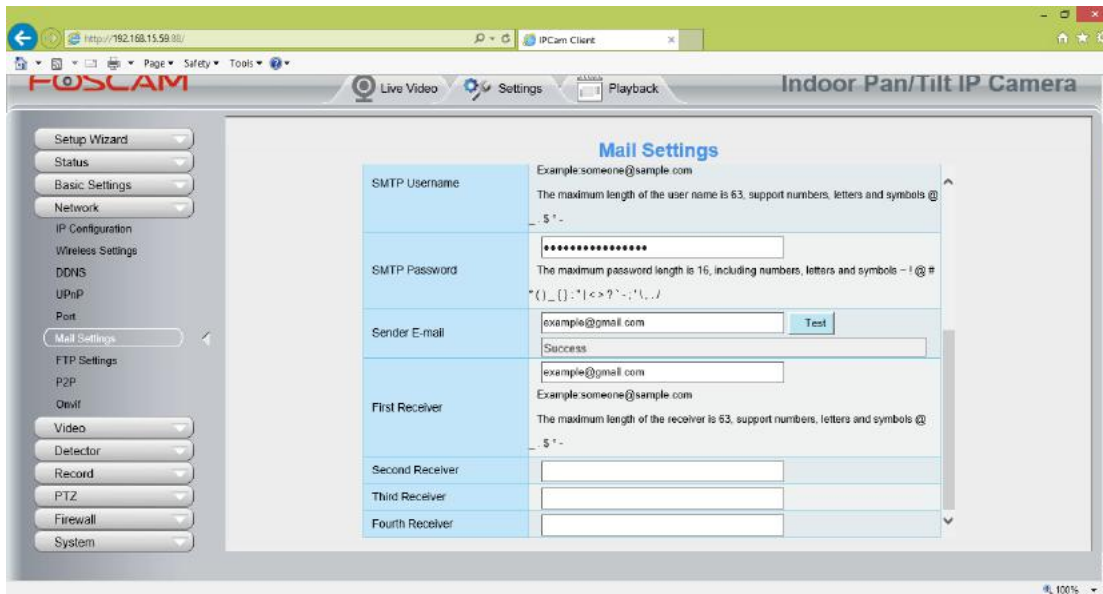 http://192.168.15.59:88/
IPCam Client
Page Safety Tools
FOSCAM
Live Video
Settings
Playback
Indoor Pan/Tilt IP Camera
Setup Wizard
Status
Basic Settings
Network
IP Configuration
Wireless Settings
DDNS
UPnP
Port
Mail Settings
FTP Settings
P2P
Onvif
Video
Detector
Record
PTZ
Firewall
System
Mail Settings
SMTP Username
Example:someone@sample.com
The maximum length of the user name is 63, support numbers, letters and symbols @
_ . $ * -
SMTP Password
••••••••••••••••
The maximum password length is 16, including numbers, letters and symbols ~ ! @ #
*()_{}:"|<>?`-;'\,./
Sender E-mail
example@gmail.com
Test
Success
First Receiver
example@gmail.com
Example:someone@sample.com
The maximum length of the receiver is 63, support numbers, letters and symbols @
_ . $ * -
Second Receiver
Third Receiver
Fourth Receiver
100%